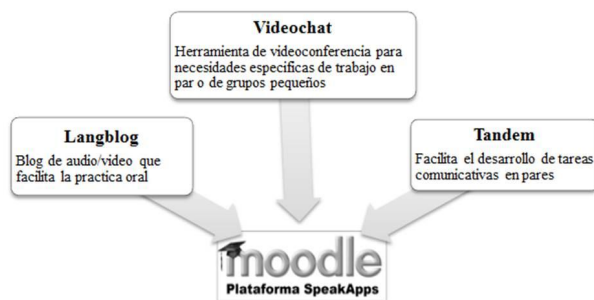 Videochat
Herramienta de videoconferencia para
necesidades especificas de trabajo en
par o de grupos pequeños
Langblog
Blog de audio/video que
facilita la practica oral
Tandem
Facilita el desarrollo de tareas
comunicativas en pares
moodle
Plataforma SpeakApps